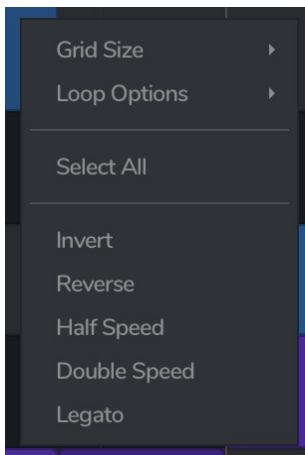 Grid Size
Loop Options
Select All
Invert
Reverse
Half Speed
Double Speed
Legato